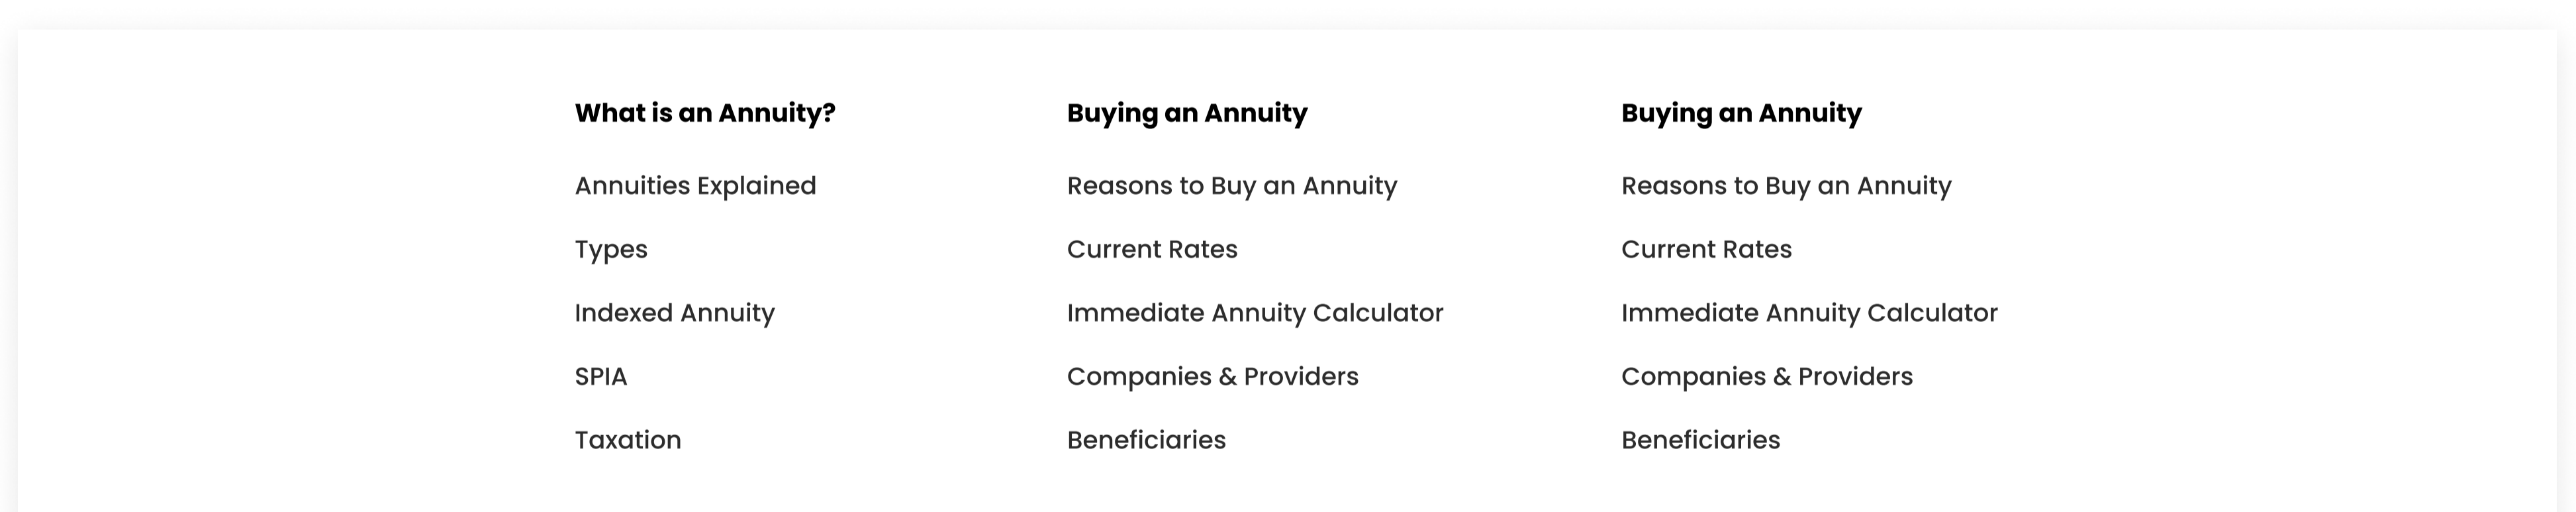 What is an Annuity?
Annuities Explained
Types
Indexed Annuity
SPIA
Taxation
Buying an Annuity
Reasons to Buy an Annuity
Current Rates
Immediate Annuity Calculator
Companies & Providers
Beneficiaries
Buying an Annuity
Reasons to Buy an Annuity
Current Rates
Immediate Annuity Calculator
Companies & Providers
Beneficiaries